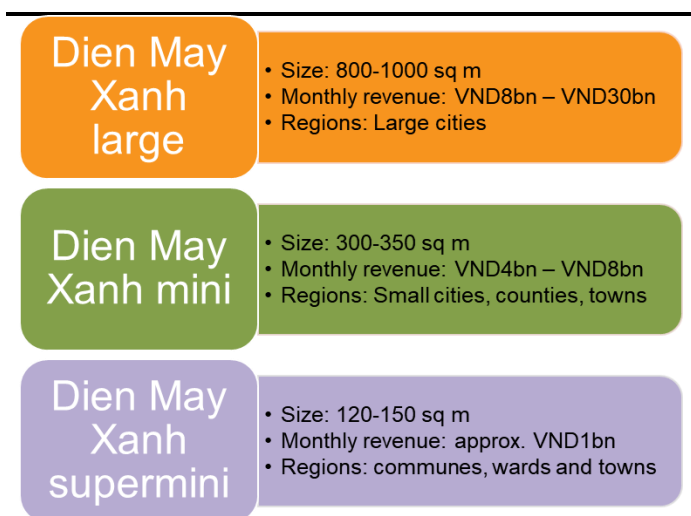 Dien May
Xanh
large
• Size: 800-1000 sq m
• Monthly revenue: VND8bn – VND30bn
• Regions: Large cities
Dien May
Xanh mini
• Size: 300-350 sq m
• Monthly revenue: VND4bn – VND8bn
• Regions: Small cities, counties, towns
Dien May
Xanh
supermini
• Size: 120-150 sq m
• Monthly revenue: approx. VND1bn
• Regions: communes, wards and towns